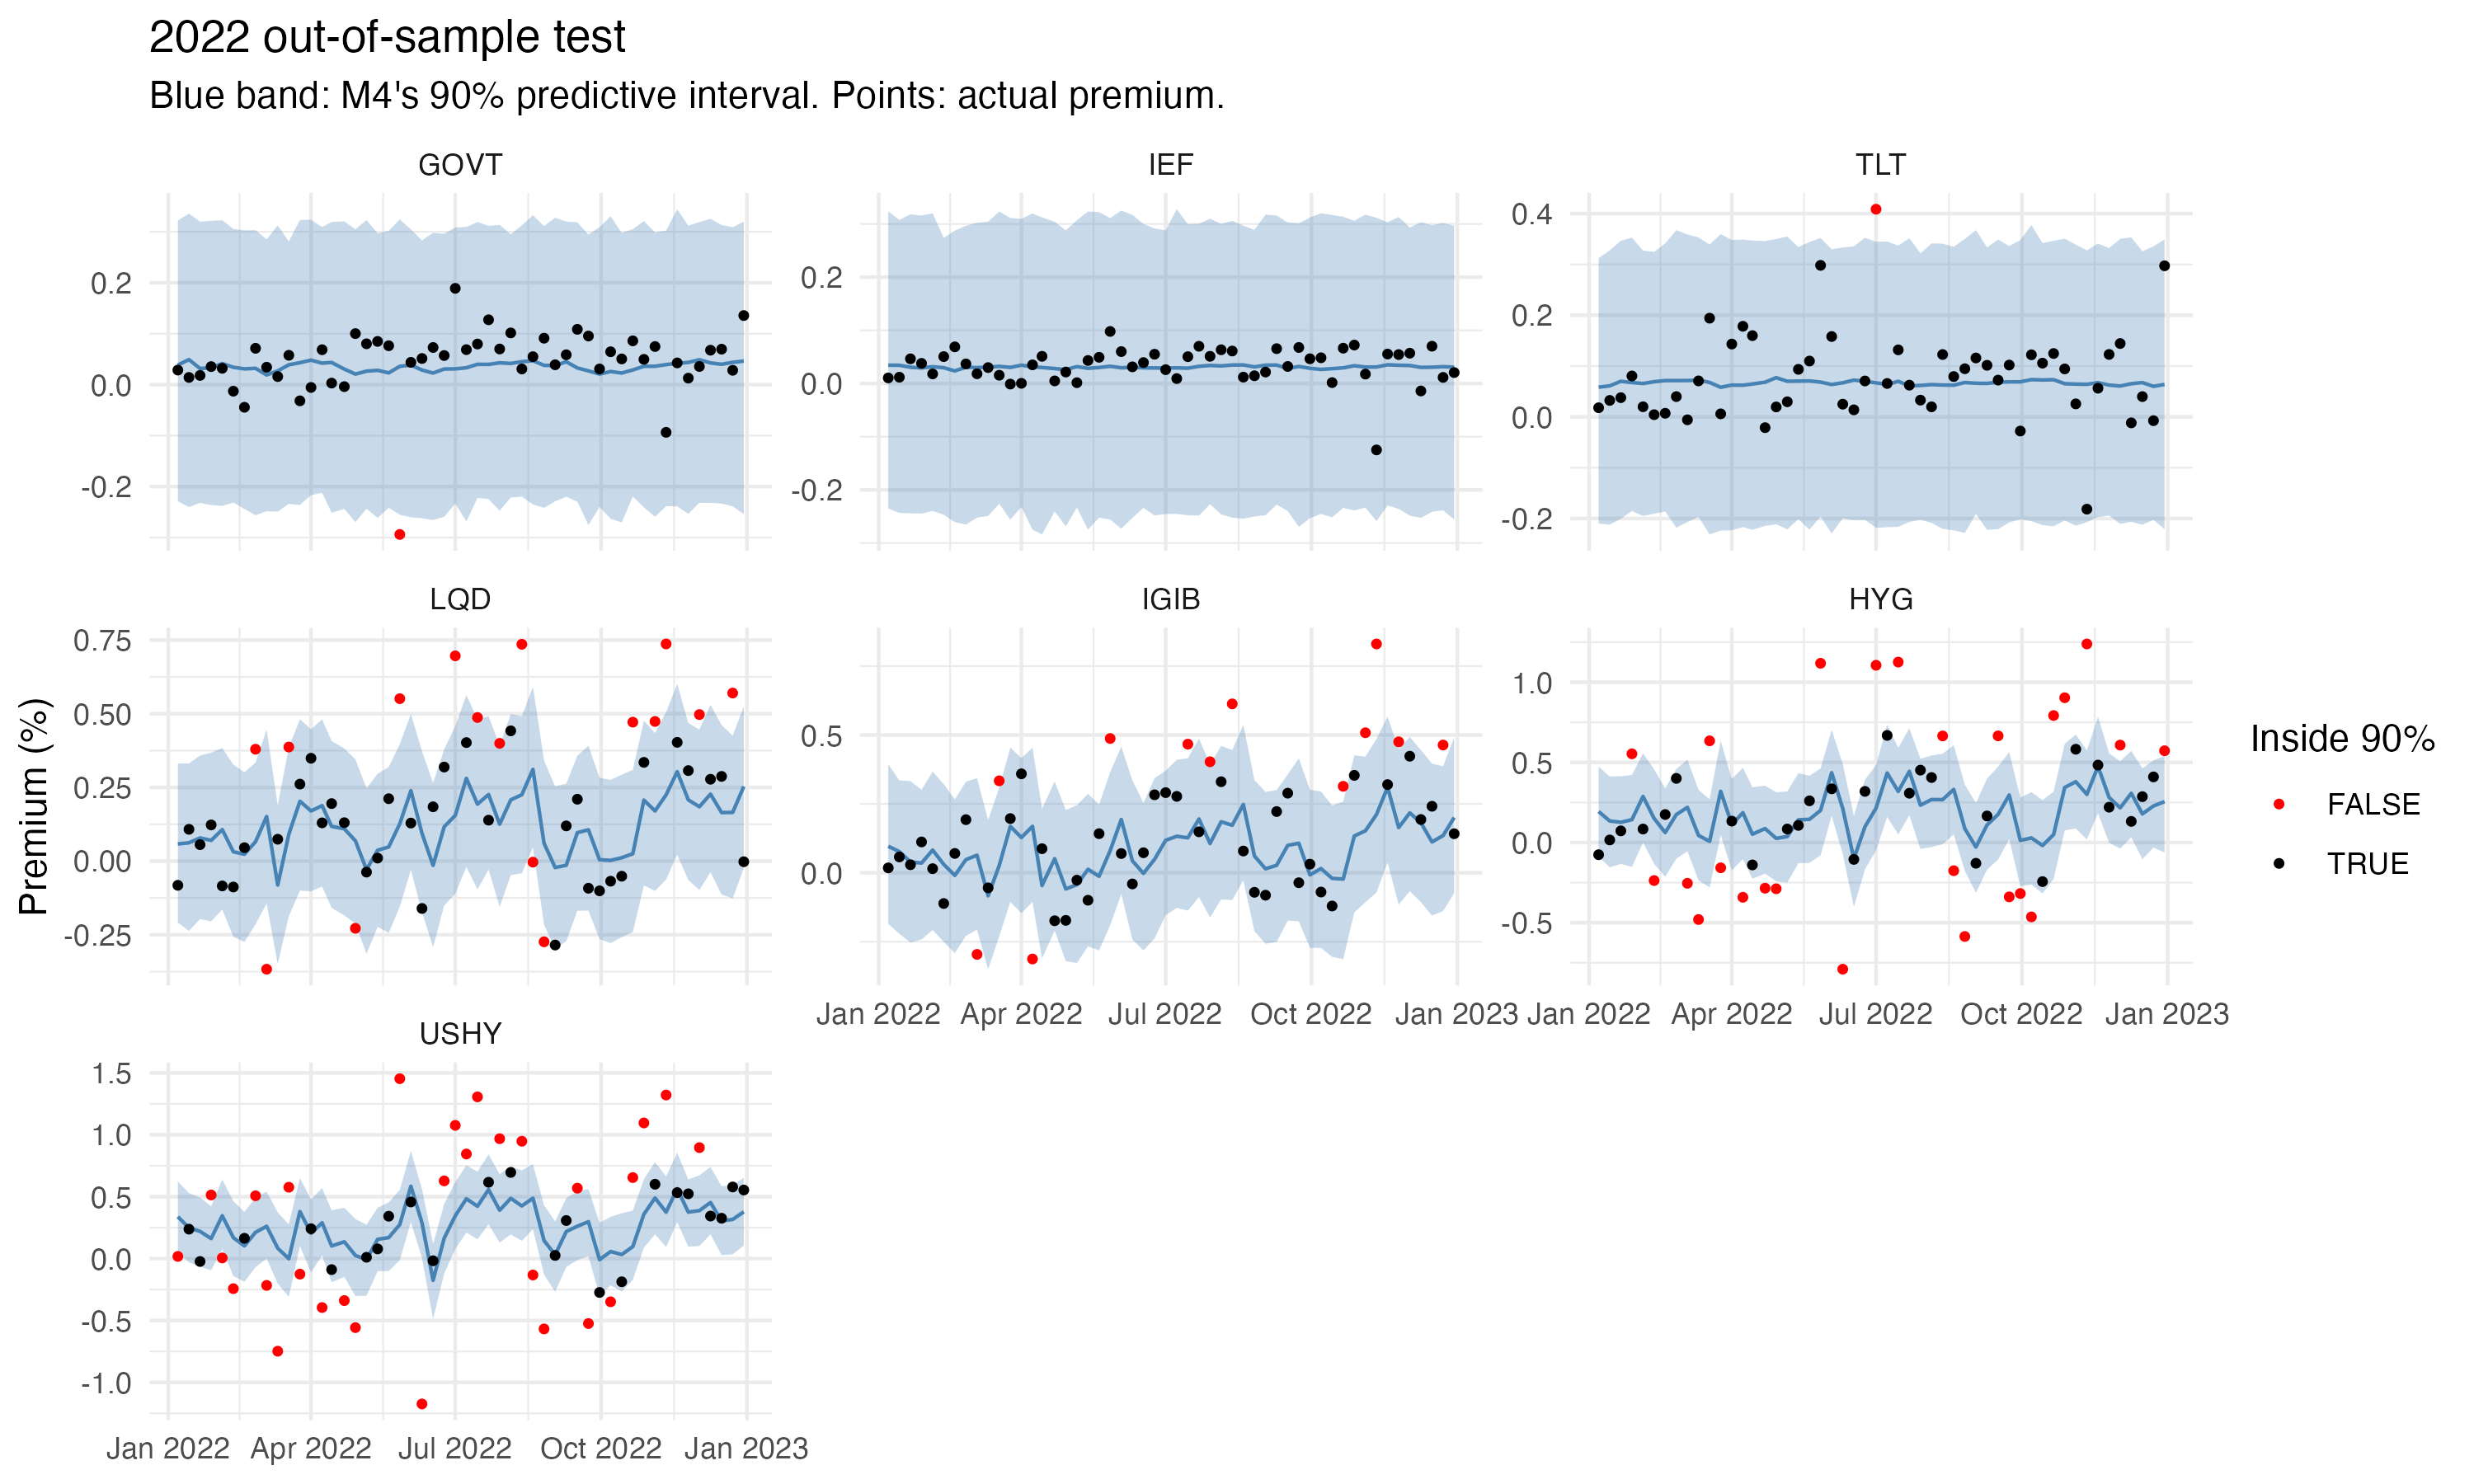 2022 out-of-sample test
Blue band: M4's 90% predictive interval. Points: actual premium.
GOVT
IEF
TLT
0.2
0.0
-0.2
0.2
0.0
-0.2
0.4
0.2
0.0
-0.2
LQD
IGIB
HYG
0.75
0.50
0.25
0.00
-0.25
0.5
0.0
1.0
0.5
0.0
-0.5
Jan 2022 Apr 2022 Jul 2022 Oct 2022 Jan 2023
Jan 2022 Apr 2022 Jul 2022 Oct 2022 Jan 2023
USHY
1.5
1.0
0.5
0.0
-0.5
-1.0
Jan 2022 Apr 2022 Jul 2022 Oct 2022 Jan 2023
Premium (%)
Inside 90%
FALSE
TRUE